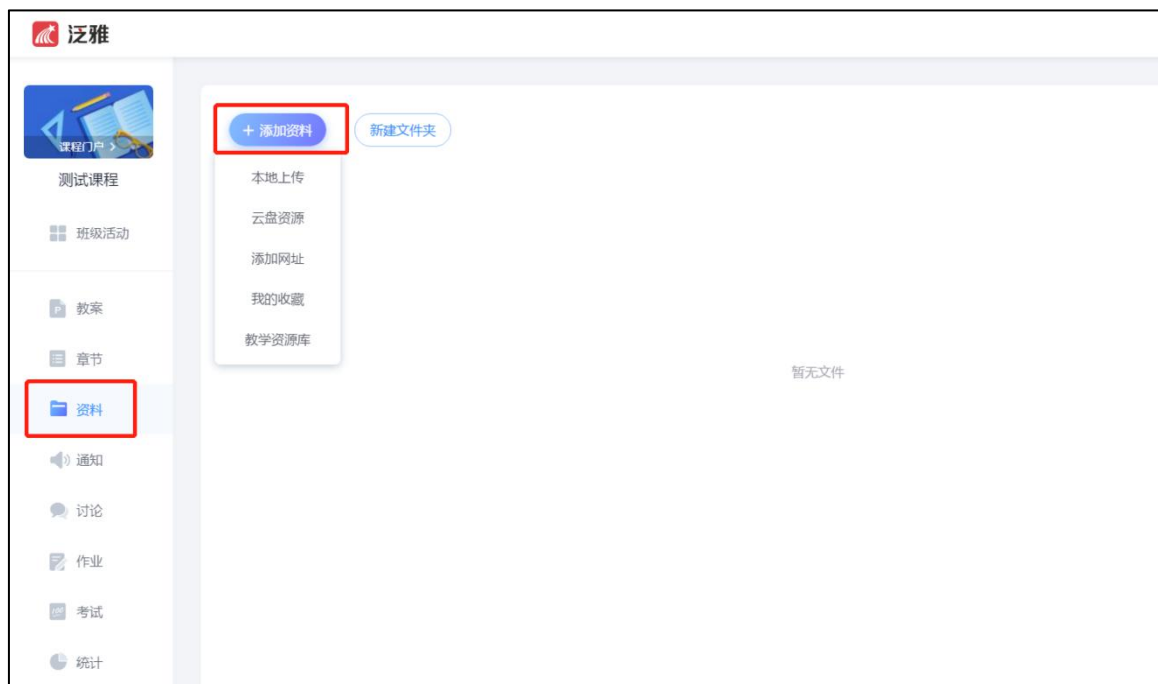 泛雅
课程门户 >
测试课程
班级活动
教案
章节
资料
通知
讨论
作业
考试
统计
+ 添加资料
新建文件夹
本地上传
云盘资源
添加网址
我的收藏
教学资源库
暂无文件